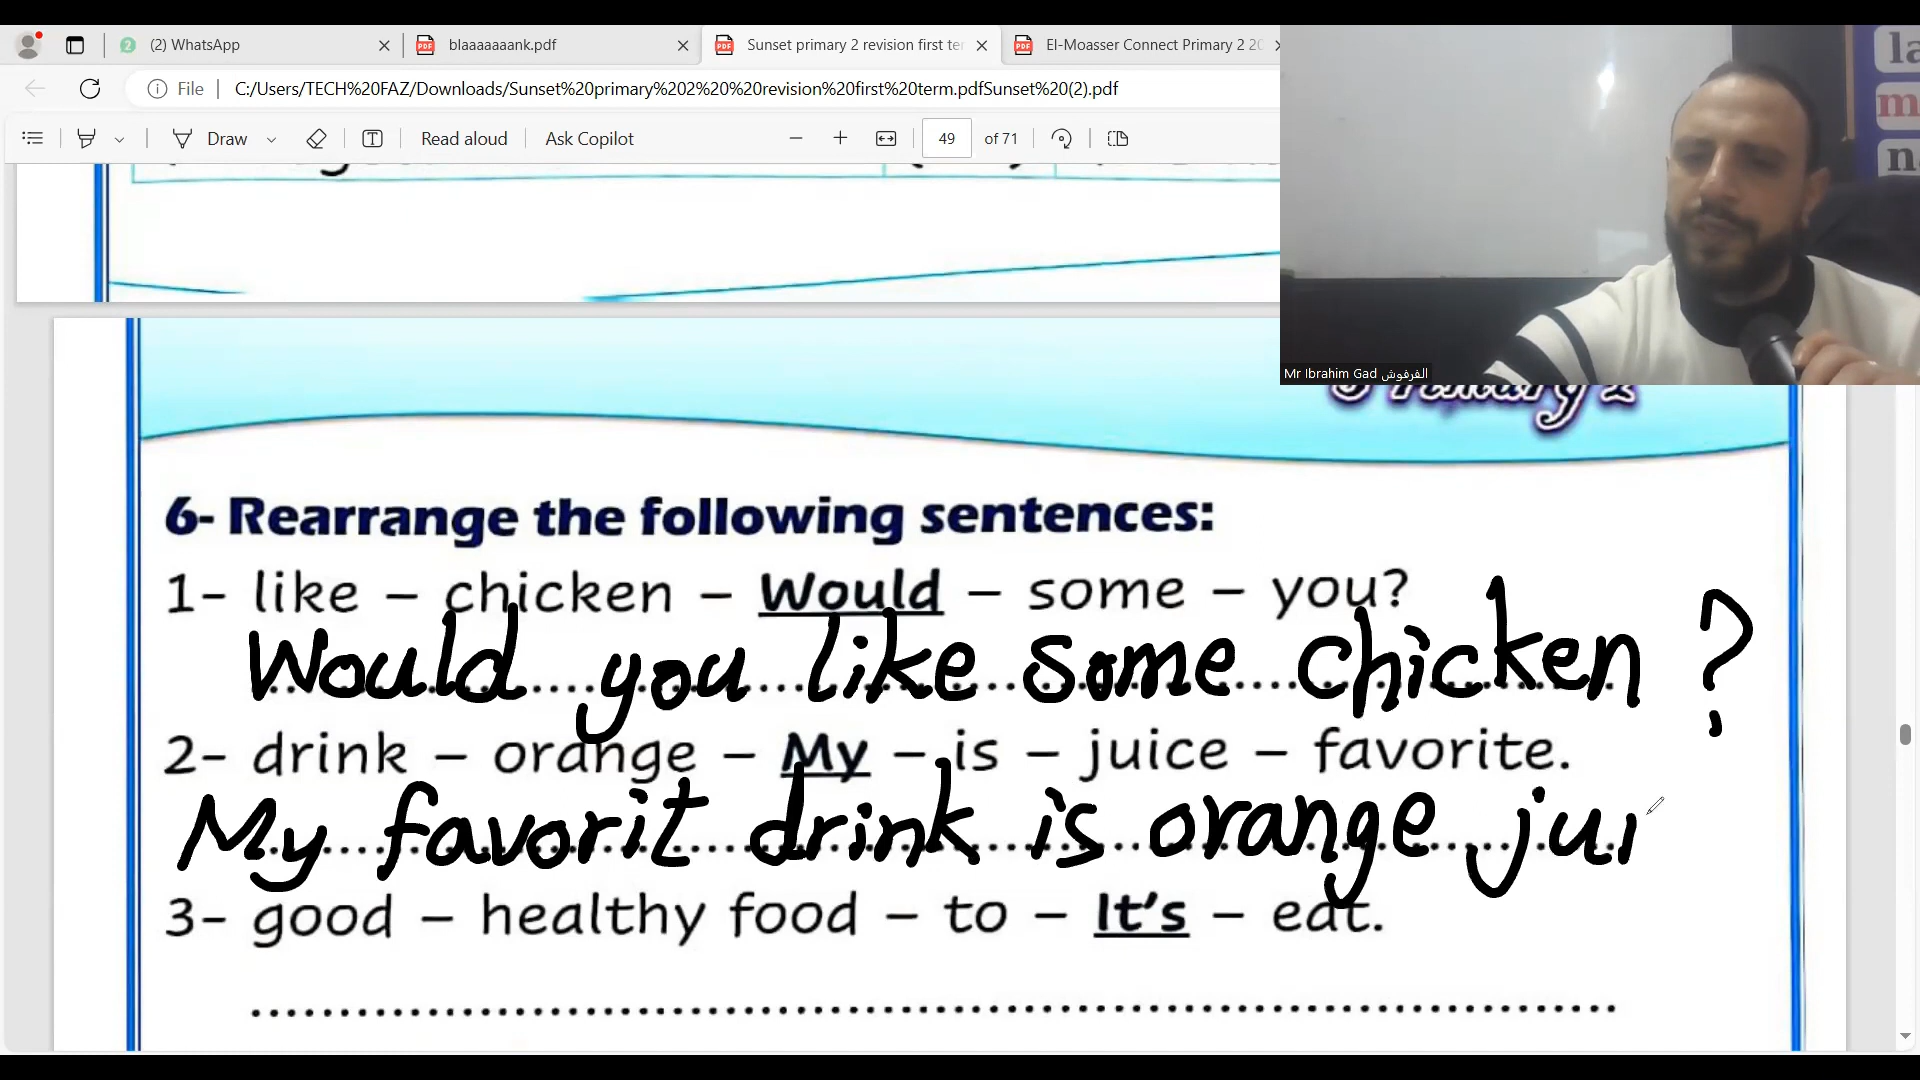 (2) WhatsApp
blaaaaaaank.pdf
Sunset primary 2 revision first te
El-Moasser Connect Primary 2 20
File
C:/Users/TECH%20FAZ/Downloads/Sunset%20primary%202%20%20revision%20first%20term.pdfSunset%20(2).pdf
Draw
Read aloud
Ask Copilot
49 of 71
la
m
n
Mr Ibrahim Gad الفرفوش
Primary 2
6- Rearrange the following sentences:
1- like – chicken – Would – some – you?
Would you like some chicken ?
2- drink – orange – My – is – juice – favorite.
My favorit drink is orange jui
3- good – healthy food – to – It's – eat.